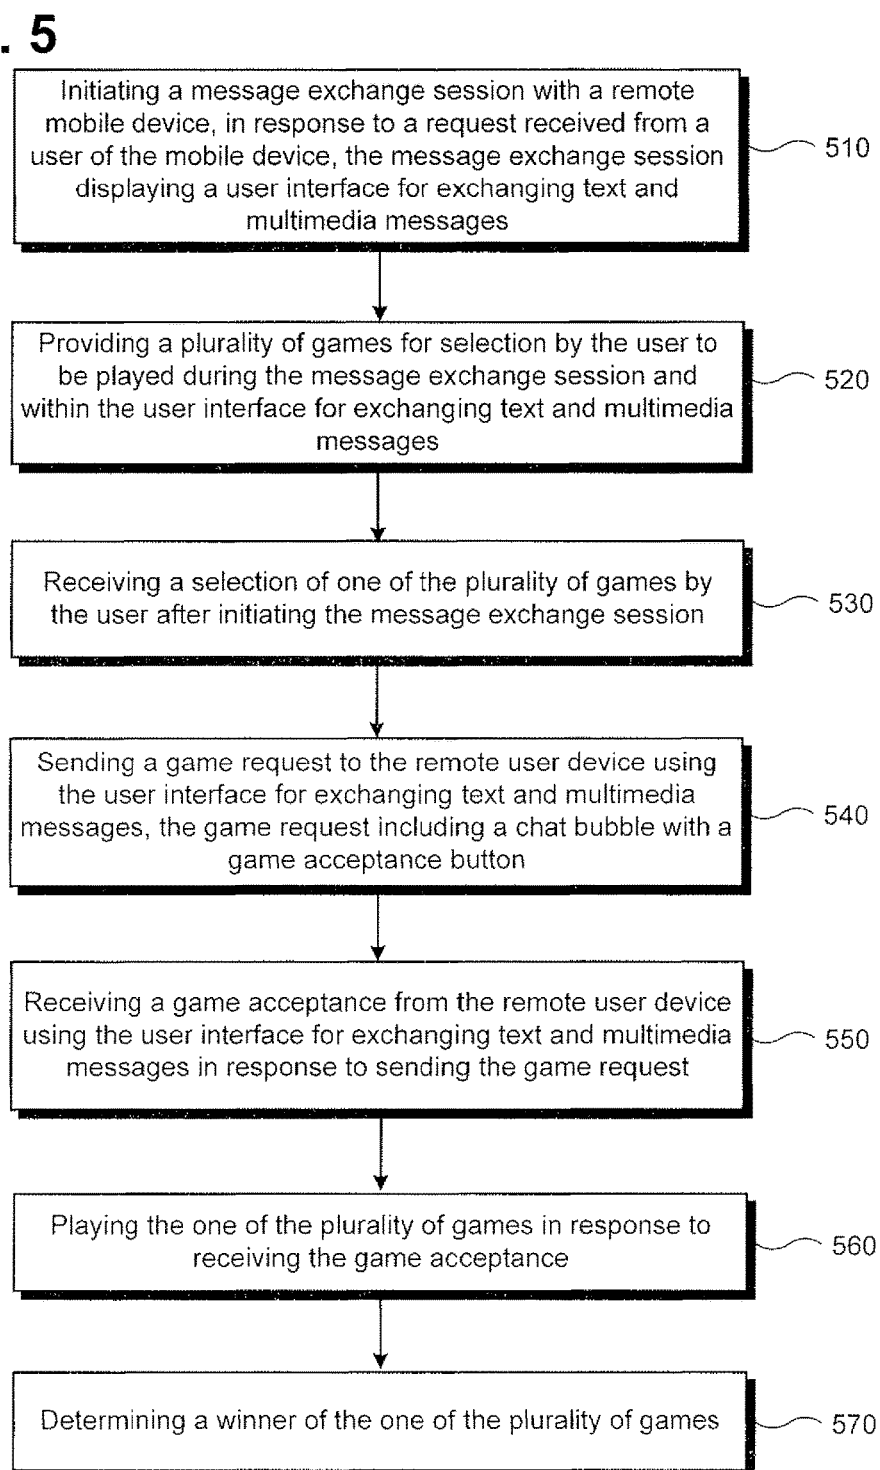 . 5
Initiating a message exchange session with a remote
mobile device, in response to a request received from a
user of the mobile device, the message exchange session
displaying a user interface for exchanging text and
multimedia messages
510
Providing a plurality of games for selection by the user to
be played during the message exchange session and
within the user interface for exchanging text and multimedia
messages
520
Receiving a selection of one of the plurality of games by
the user after initiating the message exchange session
530
Sending a game request to the remote user device using
the user interface for exchanging text and multimedia
messages, the game request including a chat bubble with a
game acceptance button
540
Receiving a game acceptance from the remote user device
using the user interface for exchanging text and multimedia
messages in response to sending the game request
550
Playing the one of the plurality of games in response to
receiving the game acceptance
560
Determining a winner of the one of the plurality of games
570